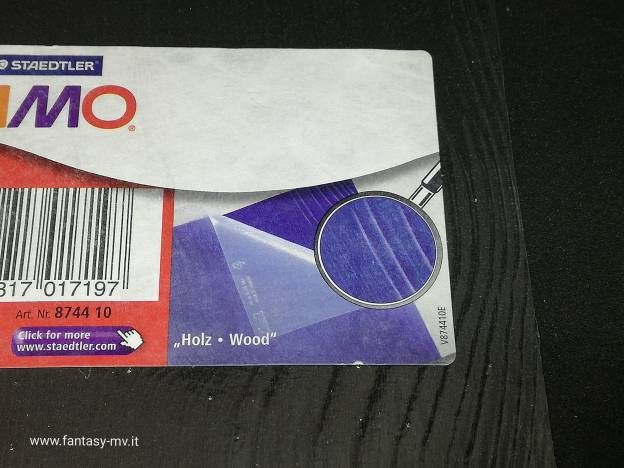 STAEDTLER
IMO
®
317 017197
Art. Nr. 8744 10
Click for more
www.staedtler.com
„Holz • Wood“
V874410E
www.fantasy-mv.it